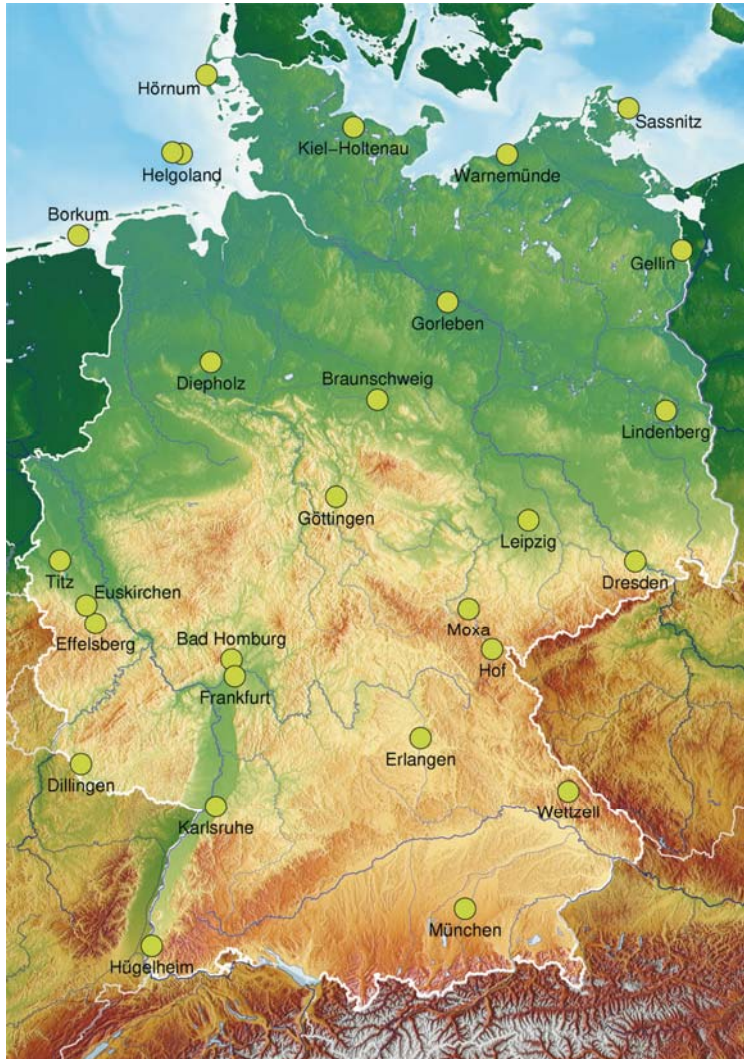 Hörnum
Sassnitz
Kiel–Holtenau
Warnemünde
Helgoland
Borkum
Gellin
Gorleben
Diepholz
Braunschweig
Lindenberg
Göttingen
Leipzig
Titz
Euskirchen
Dresden
Effelsberg
Moxa
Bad Homburg
Hof
Frankfurt
Erlangen
Dillingen
Wettzell
Karlsruhe
München
Hügelheim